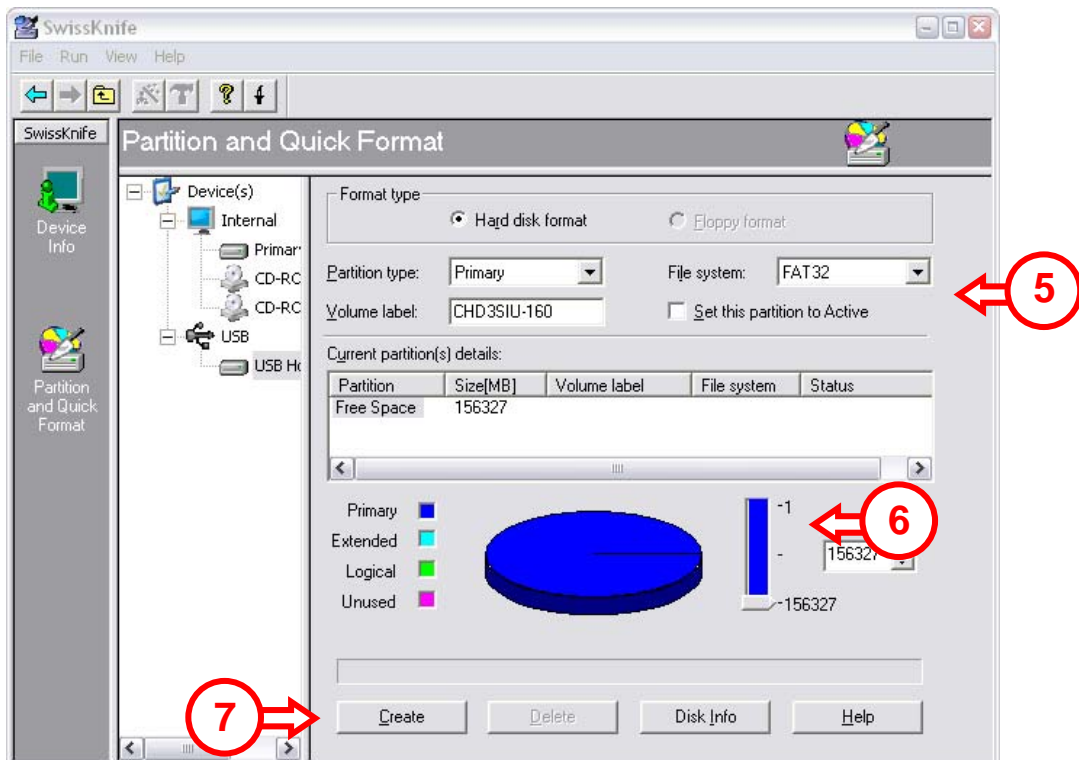 SwissKnife
File Run View Help
SwissKnife
Partition and Quick Format
Device Info
Partition and Quick Format
Device(s)
Internal
Primar
CD-RC
CD-RC
USB
USB Ho
Format type
Hard disk format
Floppy format
Partition type: Primary
File system: FAT32
5
Volume label: CHD3SIU-160
Set this partition to Active
Current partition(s) details:
Partition Size[MB] Volume label File system Status
Free Space 156327
Primary
Extended
Logical
Unused
-1
-
-156327
156327
6
7
Create Delete Disk Info Help